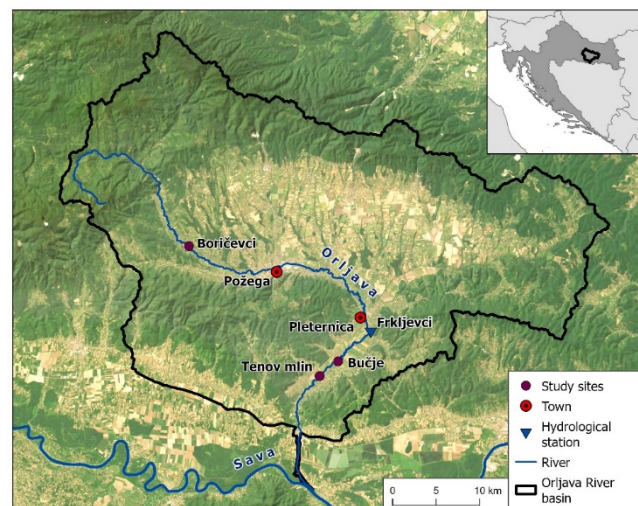 Boričevci
Požega
Orljava
Pleternica
Frkljevci
Bučje
Tenov mlin
Sava
Study sites
Town
Hydrological
station
River
Orljava River
basin
0 5 10 km